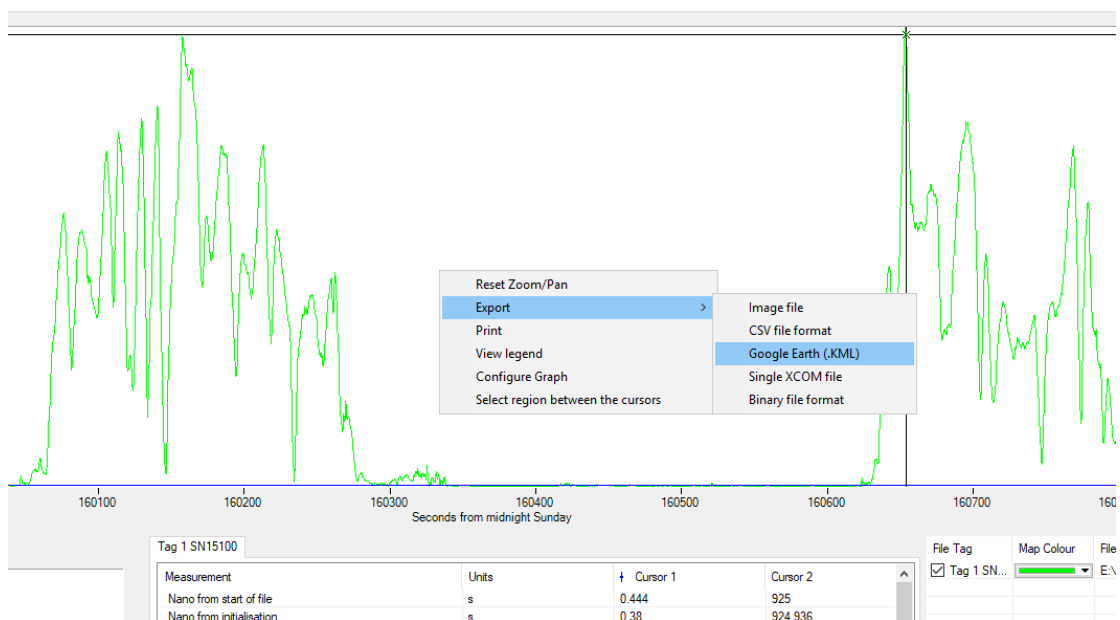 Reset Zoom/Pan
Export >
Print
View legend
Configure Graph
Select region between the cursors
Image file
CSV file format
Google Earth (.KML)
Single XCOM file
Binary file format
160100 160200 160300 160400 160500 160600 160700
Seconds from midnight Sunday
Tag 1 SN15100
Measurement Units Cursor 1 Cursor 2
Nano from start of file s 0.444 925
Nano from initialisation s 0.38 924.936
File Tag Map Colour File
Tag 1 SN... E:\